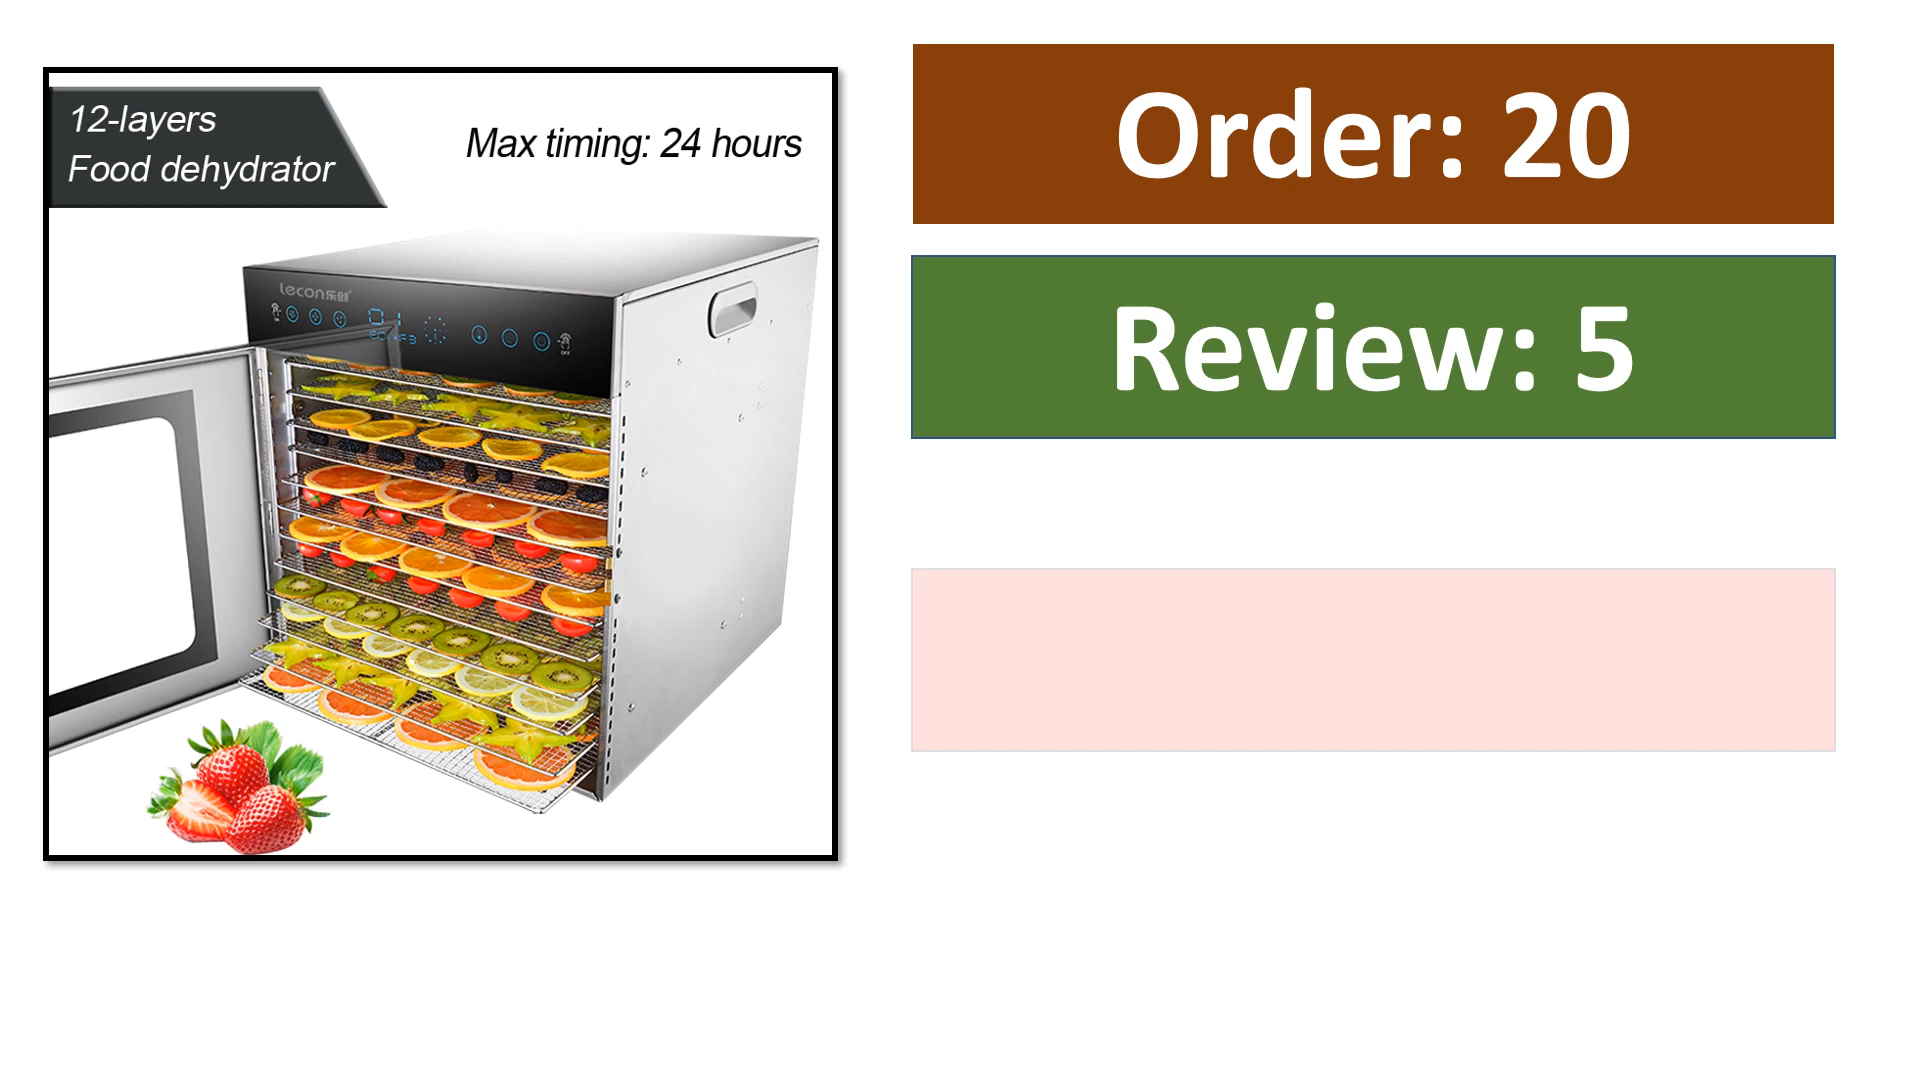 12-layers
Food dehydrator
Max timing: 24 hours
lecon乐创
Order: 20
Review: 5